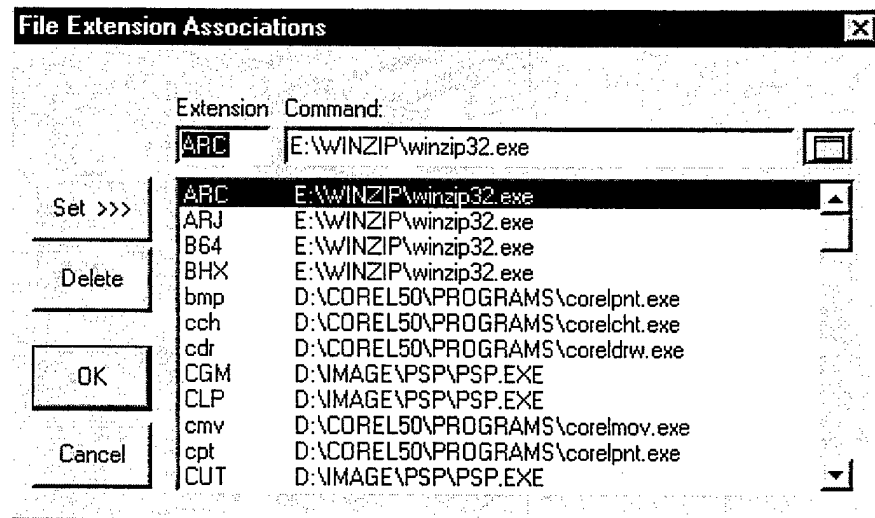 File Extension Associations
Extension Command:
ARC E:\WINZIP\winzip32.exe
Set >>>
Delete
OK
Cancel
ARC E:\WINZIP\winzip32.exe
ARJ E:\WINZIP\winzip32.exe
B64 E:\WINZIP\winzip32.exe
BHX E:\WINZIP\winzip32.exe
bmp D:\COREL50\PROGRAMS\corelpnt.exe
cch D:\COREL50\PROGRAMS\corelcht.exe
cdr D:\COREL50\PROGRAMS\coreldrw.exe
CGM D:\IMAGE\PSP\PSP.EXE
CLP D:\IMAGE\PSP\PSP.EXE
cmv D:\COREL50\PROGRAMS\corelmov.exe
cpt D:\COREL50\PROGRAMS\corelpnt.exe
CUT D:\IMAGE\PSP\PSP.EXE